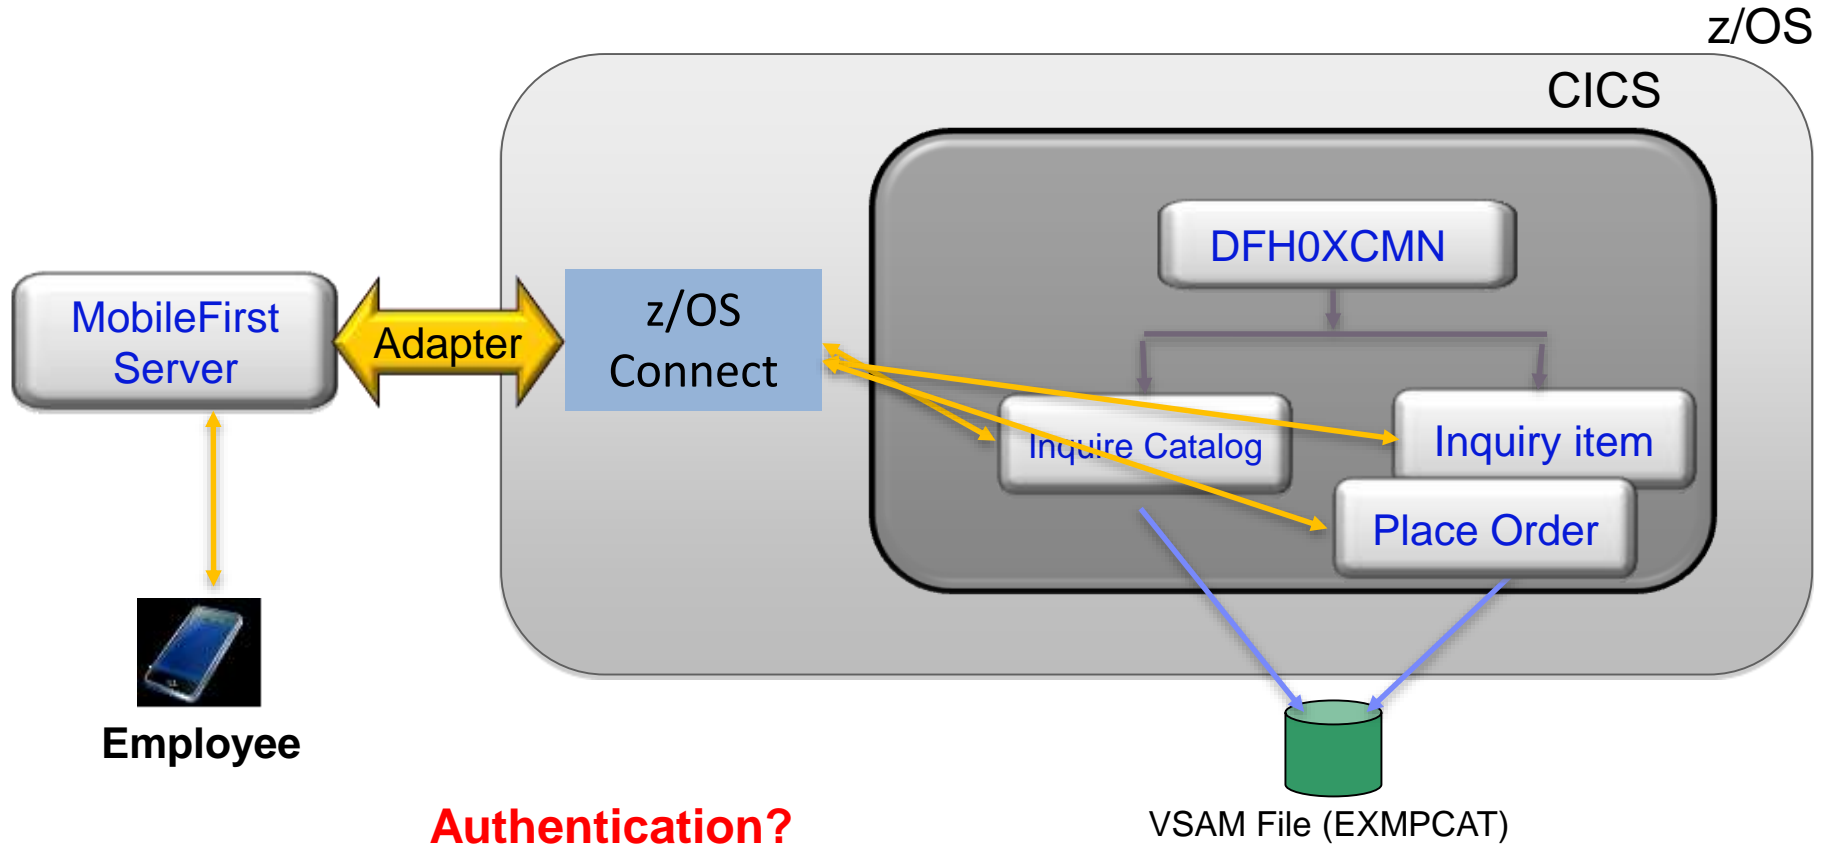 z/OS
CICS
DFH0XCMN
MobileFirst
Server
Adapter
z/OS
Connect
Inquire Catalog
Inquiry item
Place Order
Employee
Authentication?
VSAM File (EXMPCAT)